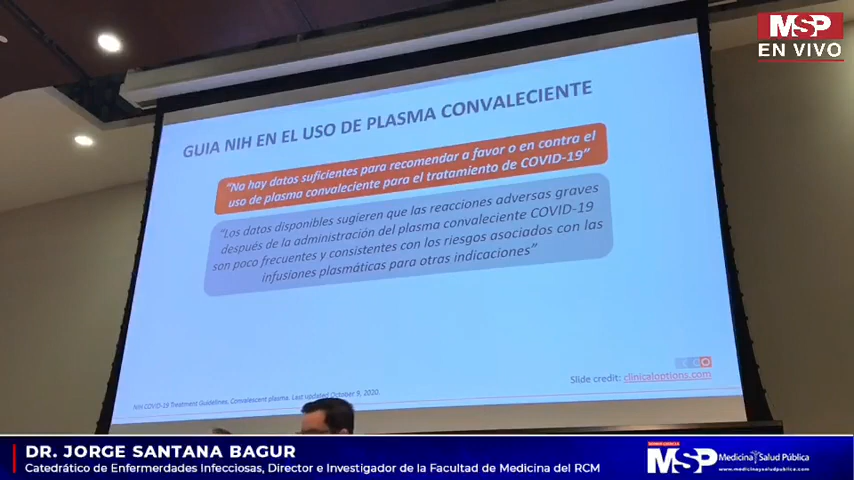 MSP
EN VIVO
GUIA NIH EN EL USO DE PLASMA CONVALECIENTE
"No hay datos suficientes para recomendar a favor o en contra el
uso de plasma convaleciente para el tratamiento de COVID-19"
"Los datos disponibles sugieren que las reacciones adversas graves
después de la administración del plasma convaleciente COVID-19
son poco frecuentes y consistentes con los riesgos asociados con las
infusiones plasmáticas para otras indicaciones"
Slide credit: clinicaloptions.com
NIH COVID-19 Treatment Guidelines. Convalescent plasma. Last updated October 9, 2020.
DR. JORGE SANTANA BAGUR
Catedrático de Enfermerdades Infecciosas, Director e Investigador de la Facultad de Medicina del RCM
MSP
Medicina y Salud Pública
www.medicinaysaludpublica.com